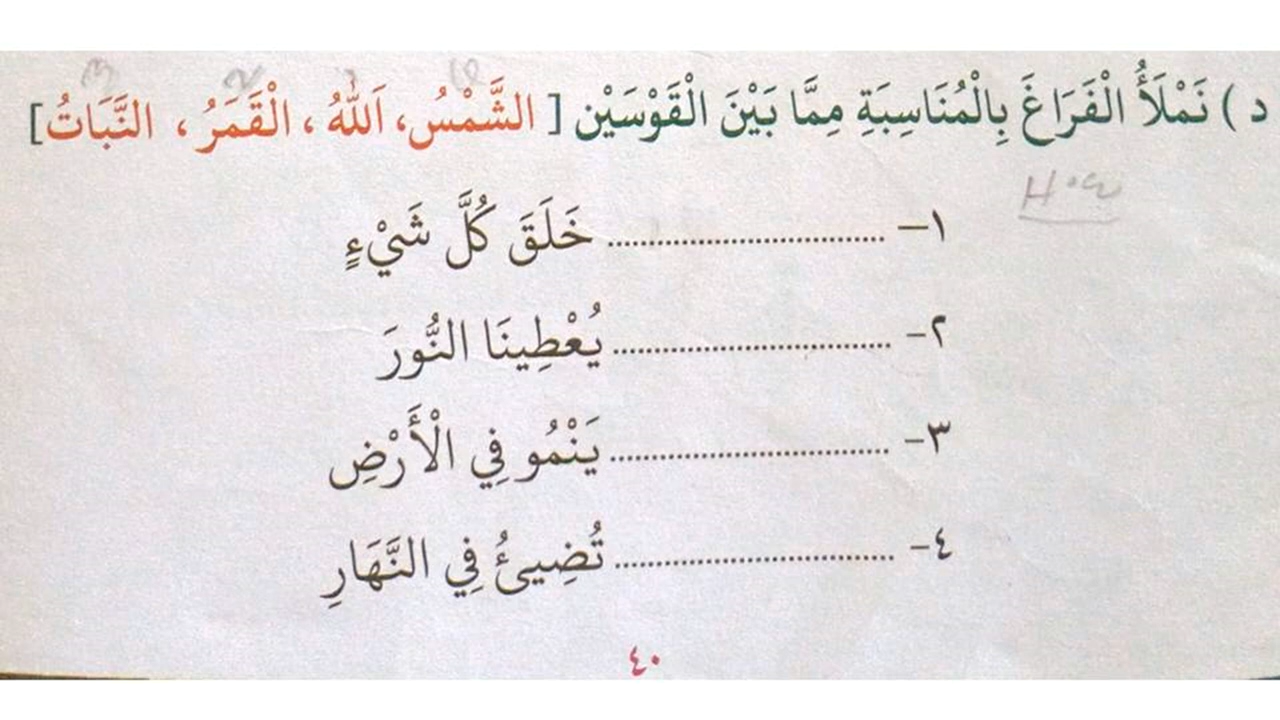 د ) نَمْلَأُ الْفَرَاغَ بِالْمُنَاسِبَةِ مِمَّا بَيْنَ الْقَوْسَيْن [ الشَّمْسُ، اَللّٰهُ ، الْقَمَرُ ، النَّبَاتُ]
١– ................................ خَلَقَ كُلَّ شَيْءٍ
٢- ................................ يُعْطِينَا النُّورَ
٣- ................................ يَنْمُو فِي الْأَرْضِ
٤- ................................ تُضِيئُ فِي النَّهَارِ
٤٠